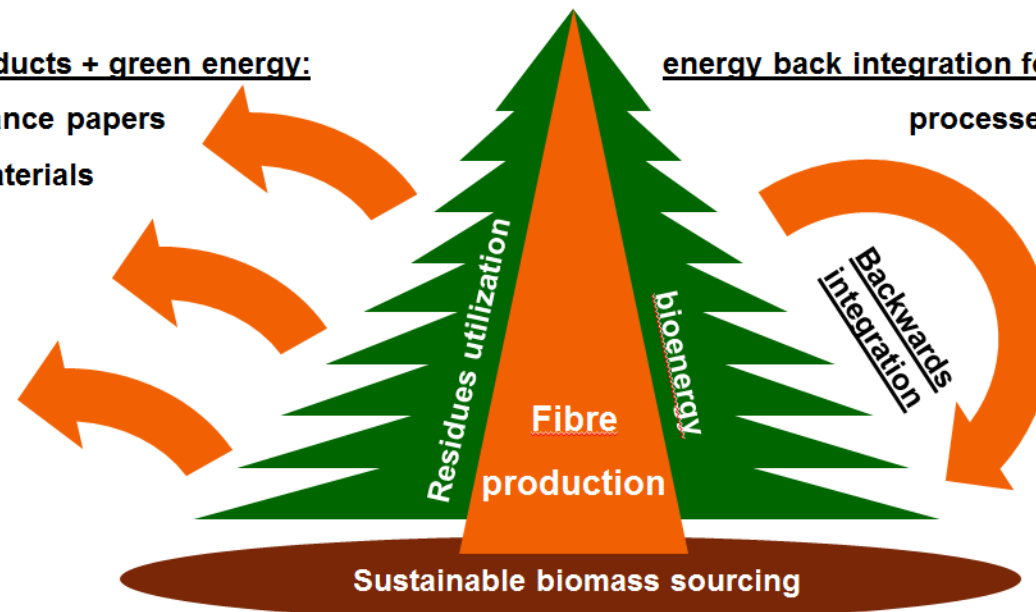 ducts + green energy:
ance papers
aterials
energy back integration fo
processe
Residues utilization
bioenergy
Backwards
integration
Fibre
production
Sustainable biomass sourcing